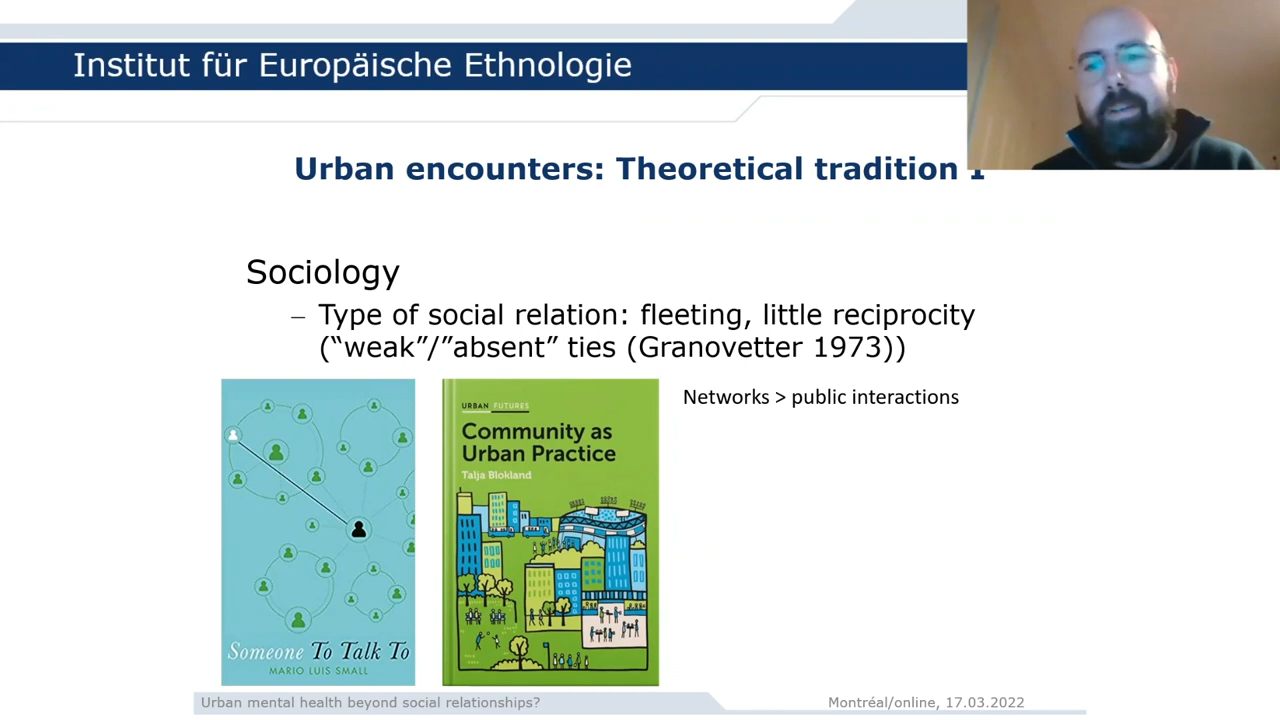 Institut für Europäische Ethnologie
Urban encounters: Theoretical tradition I
Sociology
– Type of social relation: fleeting, little reciprocity
(“weak”/”absent” ties (Granovetter 1973))
Networks > public interactions
URBAN FUTURES
Community as
Urban Practice
Talja Blokland
Someone To Talk To
MARIO LUIS SMALL
Urban mental health beyond social relationships?
Montréal/online, 17.03.2022